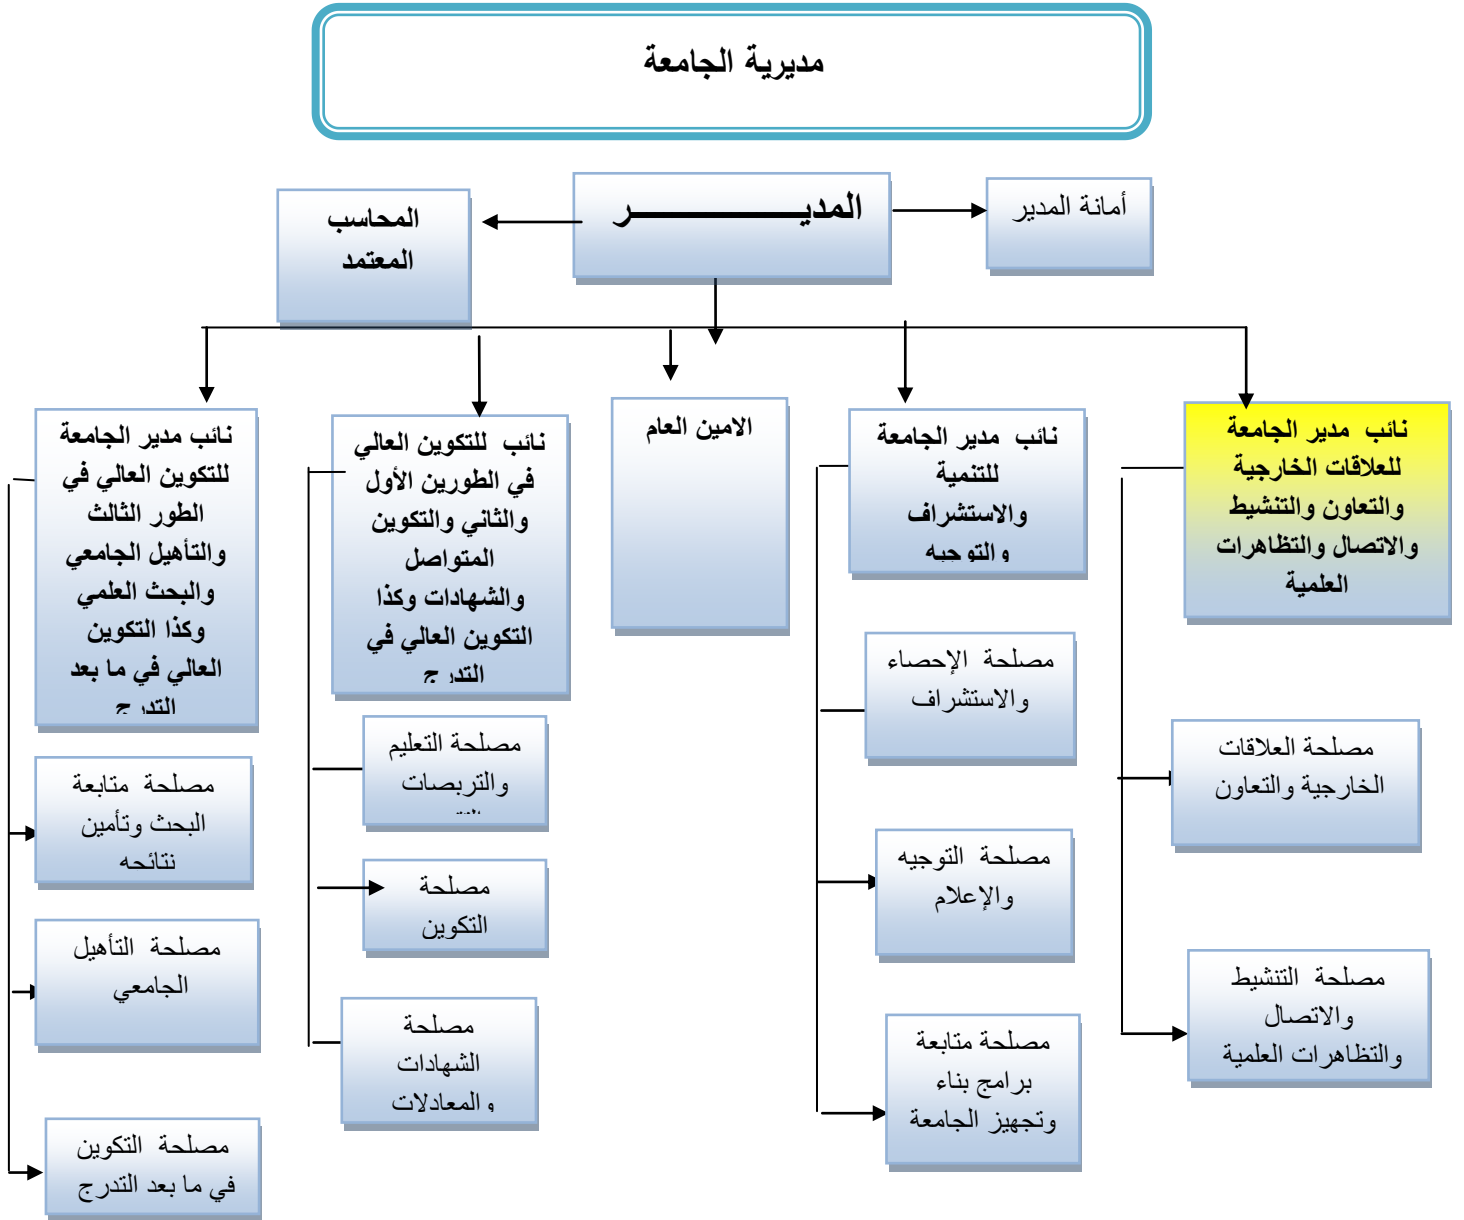 مديرية الجامعة
أمانة المدير
المديـــــــــــر
المحاسب
المعتمد
نائب مدير الجامعة
للعلاقات الخارجية
والتعاون والتنشيط
والاتصال والتظاهرات
العلمية
نائب مدير الجامعة
للتنمية
والاستشراف
والتوجيه
الامين العام
نائب للتكوين العالي
في الطورين الأول
والثاني والتكوين
المتواصل
والشهادات وكذا
التكوين العالي في
التدرج
نائب مدير الجامعة
للتكوين العالي في
الطور الثالث
والتأهيل الجامعي
والبحث العلمي
وكذا التكوين
العالي في ما بعد
التدرج
مصلحة العلاقات
الخارجية والتعاون
مصلحة التنشيط
والاتصال
والتظاهرات العلمية
مصلحة الإحصاء
والاستشراف
مصلحة التوجيه
والإعلام
مصلحة متابعة
برامج بناء
وتجهيز الجامعة
مصلحة التعليم
والتربصات
مصلحة
التكوين
مصلحة
الشهادات
والمعادلات
مصلحة متابعة
البحث وتأمين
نتائجه
مصلحة التأهيل
الجامعي
مصلحة التكوين
في ما بعد التدرج